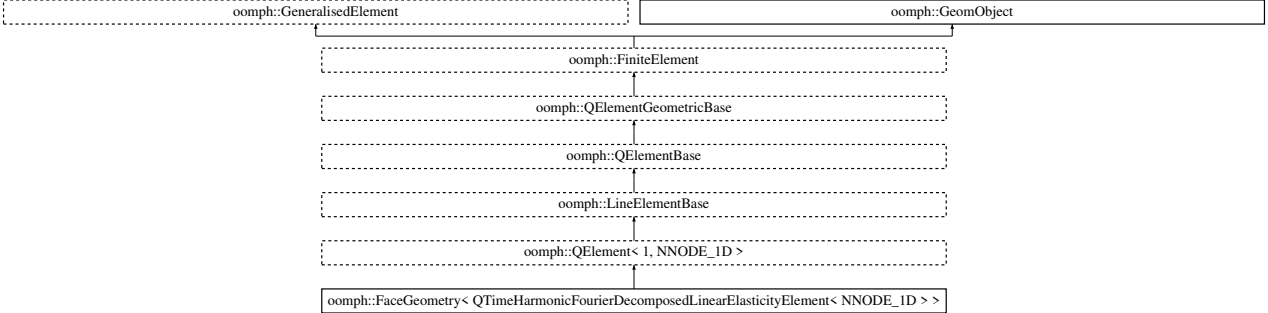 oomph::GeneralisedElement
oomph::GeomObject
oomph::FiniteElement
oomph::QElementGeometricBase
oomph::QElementBase
oomph::LineElementBase
oomph::QElement< 1, NNODE_1D >
oomph::FaceGeometry< QTimeHarmonicFourierDecomposedLinearElasticityElement< NNODE_1D > >